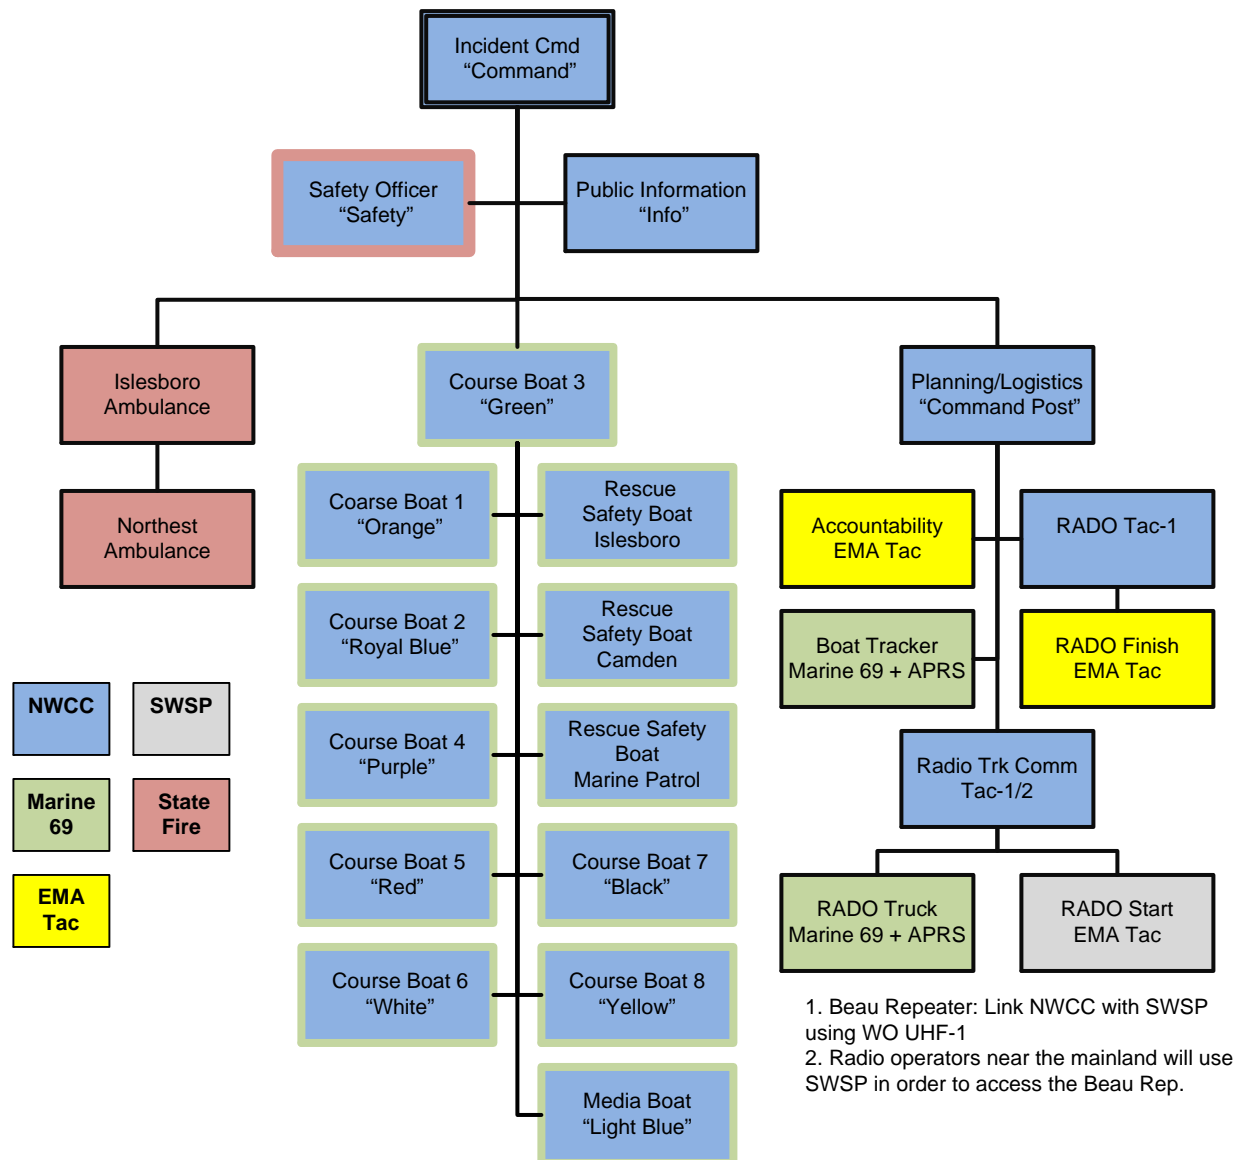 Incident Cmd
“Command”
Safety Officer
“Safety”
Public Information
“Info”
Islesboro
Ambulance
Course Boat 3
“Green”
Planning/Logistics
“Command Post”
Northest
Ambulance
Coarse Boat 1
“Orange”
Rescue
Safety Boat
Islesboro
Accountability
EMA Tac
RADO Tac-1
Course Boat 2
“Royal Blue”
Rescue
Safety Boat
Camden
Boat Tracker
Marine 69 + APRS
RADO Finish
EMA Tac
NWCC
SWSP
Course Boat 4
“Purple”
Rescue Safety
Boat
Marine Patrol
Radio Trk Comm
Tac-1/2
Marine
69
State
Fire
Course Boat 5
“Red”
Course Boat 7
“Black”
RADO Truck
Marine 69 + APRS
RADO Start
EMA Tac
EMA
Tac
Course Boat 6
“White”
Course Boat 8
“Yellow”
Media Boat
“Light Blue”
1. Beau Repeater: Link NWCC with SWSP
using WO UHF-1
2. Radio operators near the mainland will use
SWSP in order to access the Beau Rep.